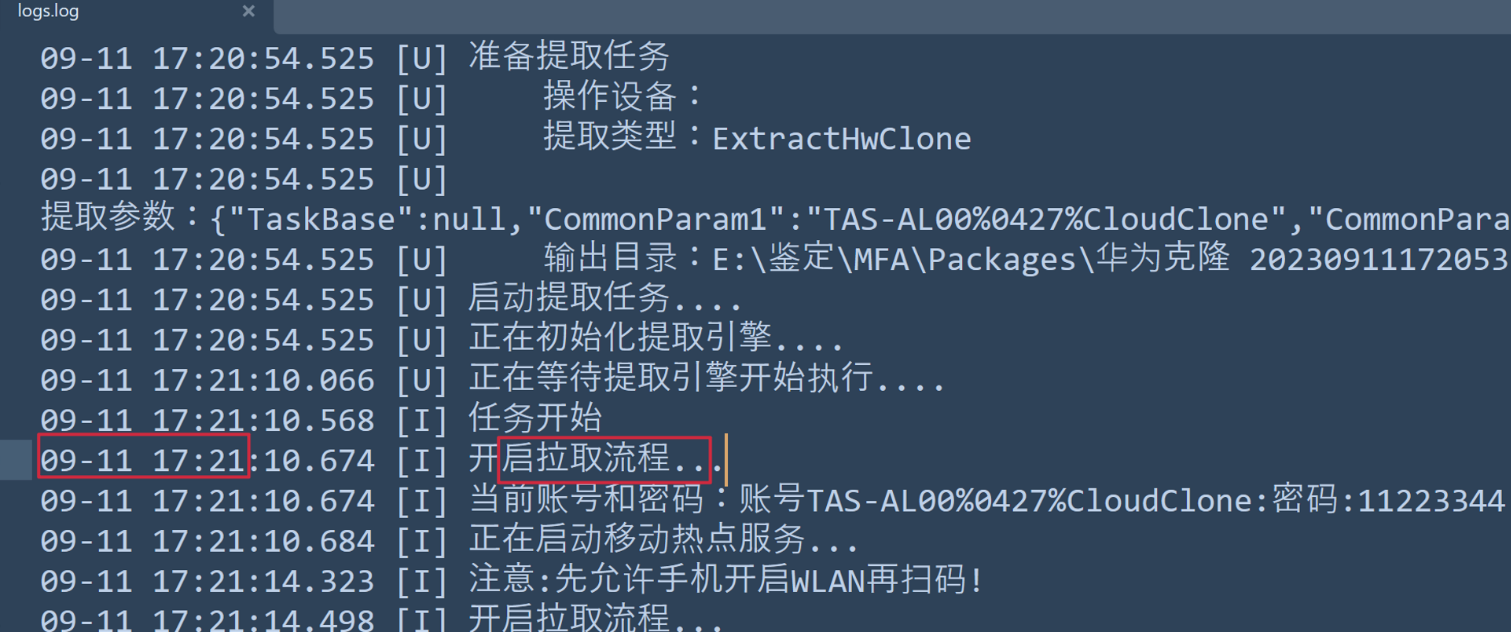 logs.log ×
09-11 17:20:54.525 [U] 准备提取任务
09-11 17:20:54.525 [U] 操作设备：
09-11 17:20:54.525 [U] 提取类型：ExtractHwClone
09-11 17:20:54.525 [U]
提取参数：{"TaskBase":null,"CommonParam1":"TAS-AL00%0427%CloudClone","CommonPara
09-11 17:20:54.525 [U] 输出目录：E:\鉴定\MFA\Packages\华为克隆 20230911172053
09-11 17:20:54.525 [U] 启动提取任务....
09-11 17:20:54.525 [U] 正在初始化提取引擎....
09-11 17:21:10.066 [U] 正在等待提取引擎开始执行....
09-11 17:21:10.568 [I] 任务开始
09-11 17:21:10.674 [I] 开启拉取流程...
09-11 17:21:10.674 [I] 当前账号和密码：账号TAS-AL00%0427%CloudClone:密码:11223344
09-11 17:21:10.684 [I] 正在启动移动热点服务...
09-11 17:21:14.323 [I] 注意:先允许手机开启WLAN再扫码!
09-11 17:21:14.498 [I] 开启拉取流程...